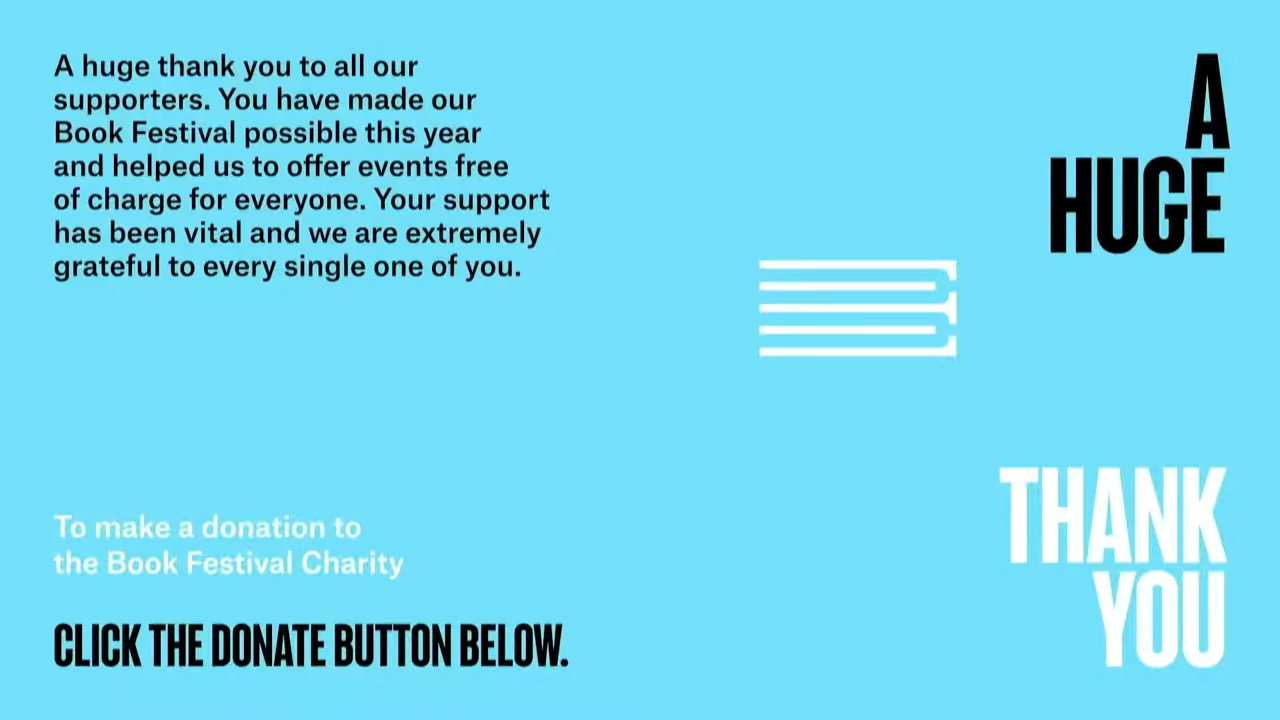 A huge thank you to all our
supporters. You have made our
Book Festival possible this year
and helped us to offer events free
of charge for everyone. Your support
has been vital and we are extremely
grateful to every single one of you.
To make a donation to
the Book Festival Charity
CLICK THE DONATE BUTTON BELOW.
A
HUGE
THANK
YOU